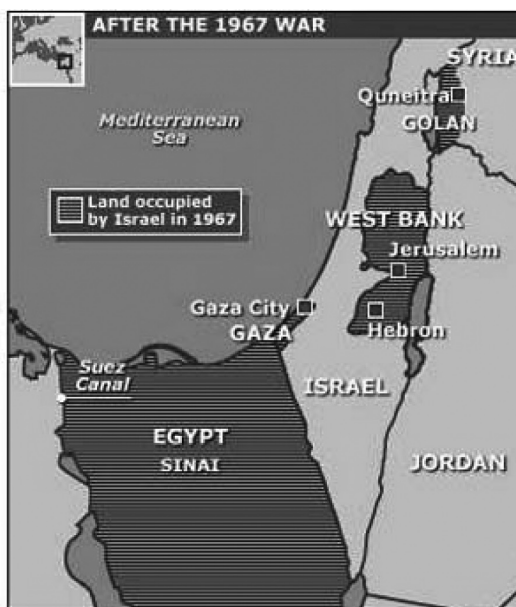 AFTER THE 1967 WAR
SYRIA
Quneitra
GOLAN
Mediterranean
Sea
Land occupied
by Israel in 1967
WEST BANK
Jerusalem
Gaza City
GAZA
Hebron
Suez
Canal
ISRAEL
EGYPT
SINAI
JORDAN